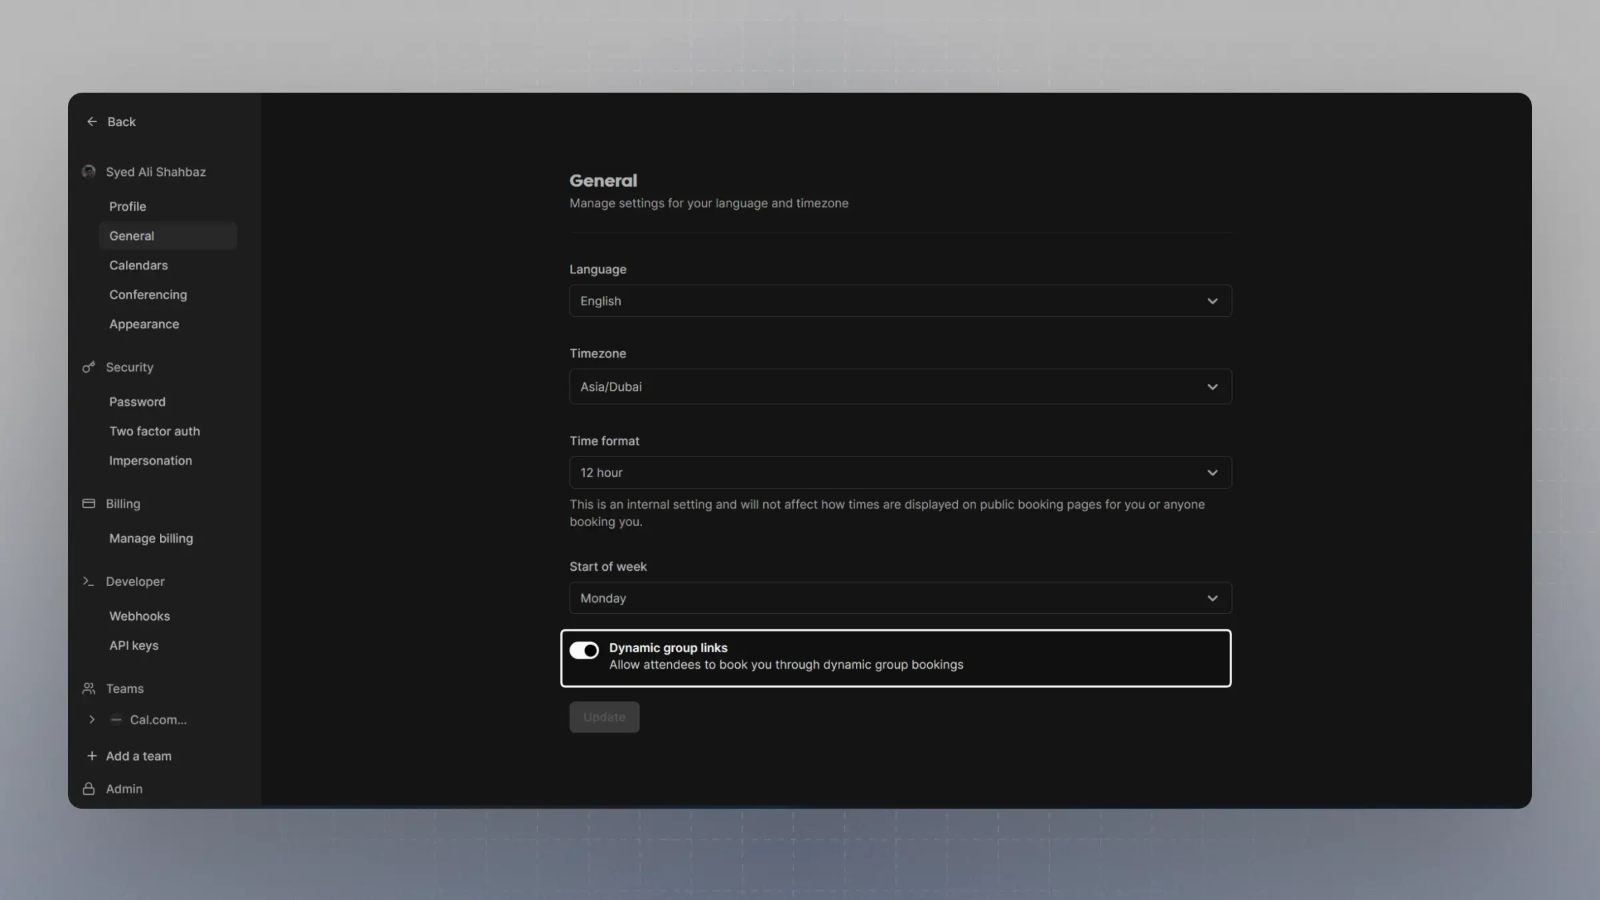 Back
Syed Ali Shahbaz
Profile
General
Calendars
Conferencing
Appearance
Security
Password
Two factor auth
Impersonation
Billing
Manage billing
Developer
Webhooks
API keys
Teams
Cal.com...
Add a team
Admin
General
Manage settings for your language and timezone
Language
English
Timezone
Asia/Dubai
Time format
12 hour
This is an internal setting and will not affect how times are displayed on public booking pages for you or anyone
booking you.
Start of week
Monday
Dynamic group links
Allow attendees to book you through dynamic group bookings
Update